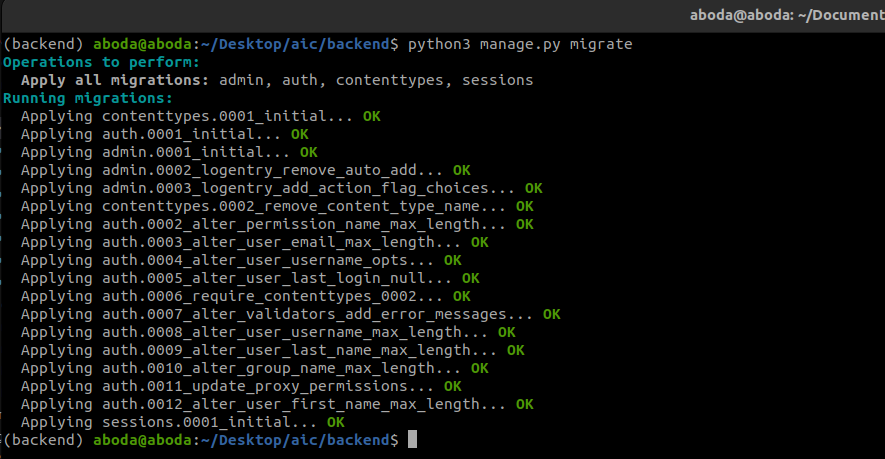 aboda@aboda: ~/Document
(backend) aboda@aboda:~/Desktop/aic/backend$ python3 manage.py migrate
Operations to perform:
  Apply all migrations: admin, auth, contenttypes, sessions
Running migrations:
  Applying contenttypes.0001_initial... OK
  Applying auth.0001_initial... OK
  Applying admin.0001_initial... OK
  Applying admin.0002_logentry_remove_auto_add... OK
  Applying admin.0003_logentry_add_action_flag_choices... OK
  Applying contenttypes.0002_remove_content_type_name... OK
  Applying auth.0002_alter_permission_name_max_length... OK
  Applying auth.0003_alter_user_email_max_length... OK
  Applying auth.0004_alter_user_username_opts... OK
  Applying auth.0005_alter_user_last_login_null... OK
  Applying auth.0006_require_contenttypes_0002... OK
  Applying auth.0007_alter_validators_add_error_messages... OK
  Applying auth.0008_alter_user_username_max_length... OK
  Applying auth.0009_alter_user_last_name_max_length... OK
  Applying auth.0010_alter_group_name_max_length... OK
  Applying auth.0011_update_proxy_permissions... OK
  Applying auth.0012_alter_user_first_name_max_length... OK
  Applying sessions.0001_initial... OK
(backend) aboda@aboda:~/Desktop/aic/backend$